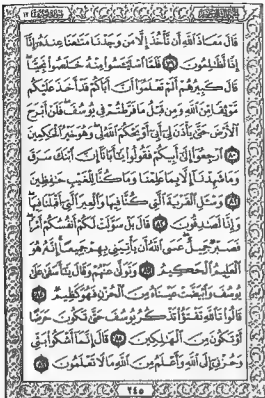 قَالَ مَعَاذَ ٱللَّهِ أَن نَّأْخُذَ إِلَّا مَن وَجَدْنَا مَتَٰعَنَا عِندَهُۥٓ إِنَّآ
إِذًا لَّظَٰلِمُونَ ٧٩ فَلَمَّا ٱسْتَيْـَٔسُوا۟ مِنْهُ خَلَصُوا۟ نَجِيًّا
قَالَ كَبِيرُهُمْ أَلَمْ تَعْلَمُوٓا۟ أَنَّ أَبَاكُمْ قَدْ أَخَذَ عَلَيْكُم
مَّوْثِقًا مِّنَ ٱللَّهِ وَمِن قَبْلُ مَا فَرَّطتُمْ فِى يُوسُفَ فَلَنْ أَبْرَحَ
ٱلْأَرْضَ حَتَّىٰ يَأْذَنَ لِىٓ أَبِىٓ أَوْ يَحْكُمَ ٱللَّهُ لِى وَهُوَ خَيْرُ ٱلْحَٰكِمِينَ
٨٠ ٱرْجِعُوٓا۟ إِلَىٰٓ أَبِيكُمْ فَقُولُوا۟ يَٰٓأَبَانَآ إِنَّ ٱبْنَكَ سَرَقَ
وَمَا شَهِدْنَآ إِلَّا بِمَا عَلِمْنَا وَمَا كُنَّا لِلْغَيْبِ حَٰفِظِينَ
٨١ وَسْـَٔلِ ٱلْقَرْيَةَ ٱلَّتِى كُنَّا فِيهَا وَٱلْعِيرَ ٱلَّتِىٓ أَقْبَلْنَا فِيهَا
وَإِنَّا لَصَٰدِقُونَ ٨٢ قَالَ بَلْ سَوَّلَتْ لَكُمْ أَنفُسُكُمْ أَمْرًا
فَصَبْرٌ جَمِيلٌ عَسَى ٱللَّهُ أَن يَأْتِيَنِى بِهِمْ جَمِيعًا إِنَّهُۥ هُوَ
ٱلْعَلِيمُ ٱلْحَكِيمُ ٨٣ وَتَوَلَّىٰ عَنْهُمْ وَقَالَ يَٰٓأَسَفَىٰ عَلَىٰ
يُوسُفَ وَٱبْيَضَّتْ عَيْنَاهُ مِنَ ٱلْحُزْنِ فَهُوَ كَظِيمٌ ٨٤
قَالُوا۟ تَٱللَّهِ تَفْتَؤُا۟ تَذْكُرُ يُوسُفَ حَتَّىٰ تَكُونَ حَرَضًا
أَوْ تَكُونَ مِنَ ٱلْهَٰلِكِينَ ٨٥ قَالَ إِنَّمَآ أَشْكُوا۟ بَثِّى
وَحُزْنِىٓ إِلَى ٱللَّهِ وَأَعْلَمُ مِنَ ٱللَّهِ مَا لَا تَعْلَمُونَ ٨٦
٢٤٥